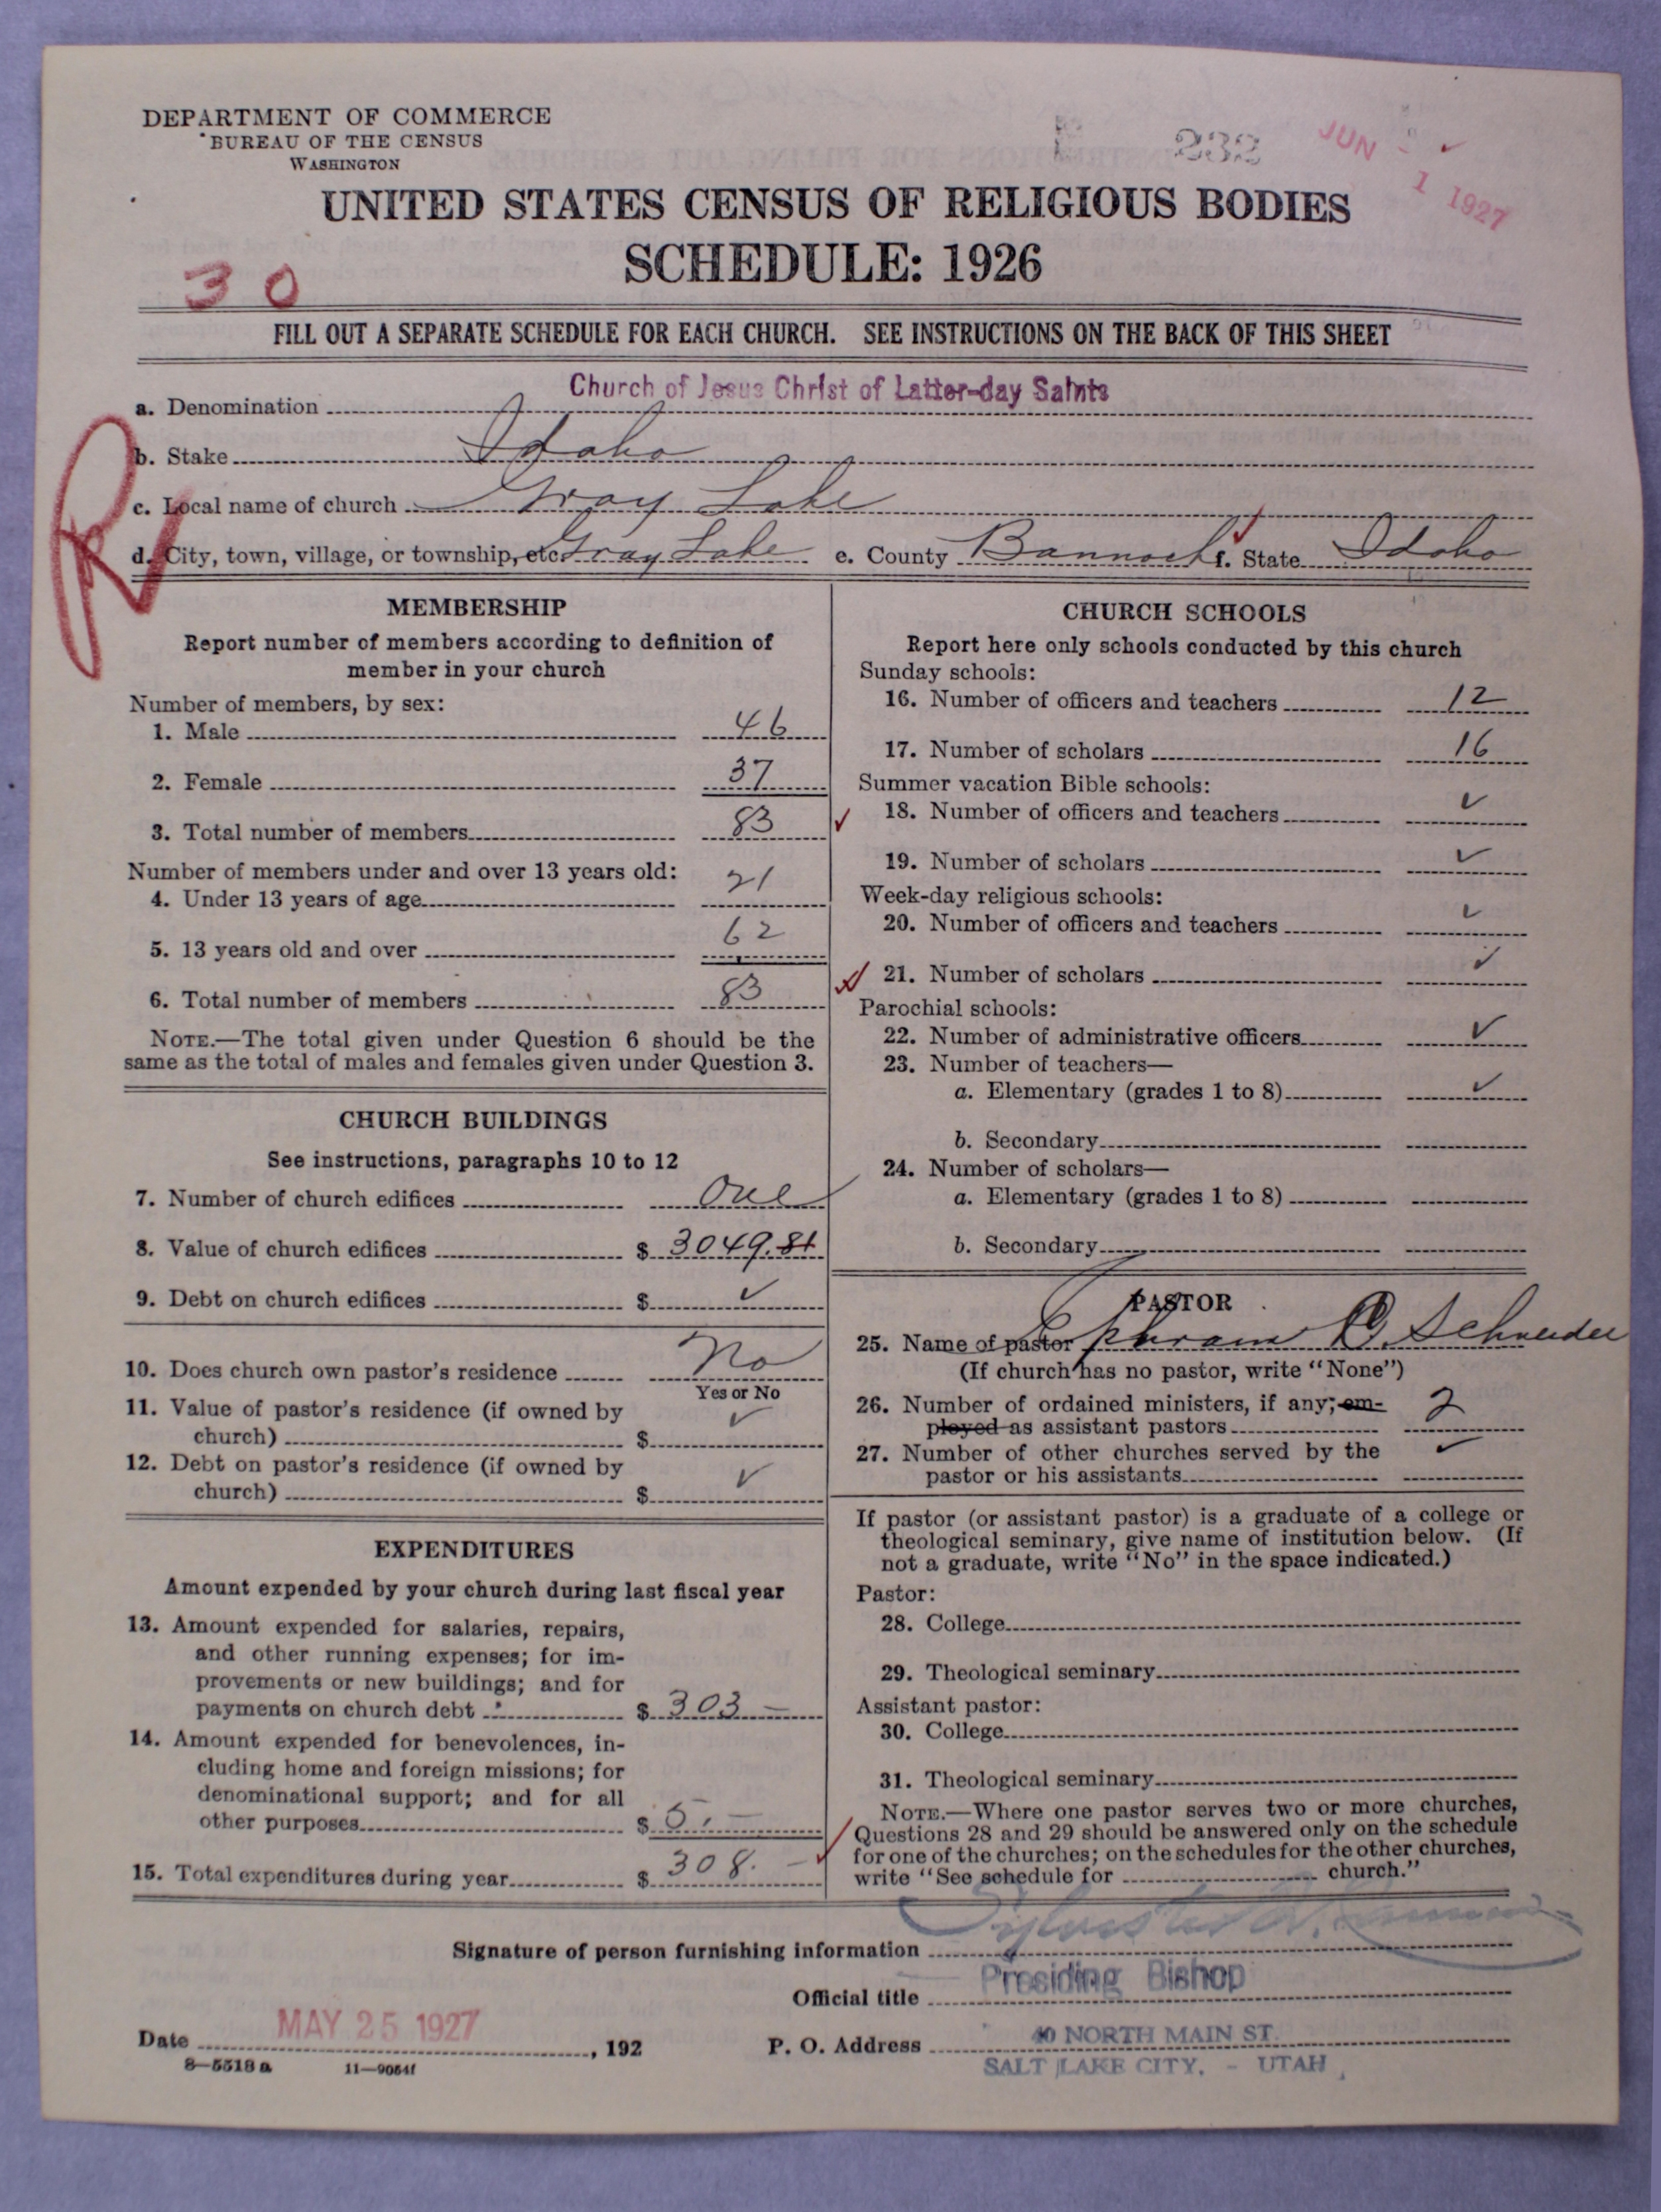 DEPARTMENT OF COMMERCE
BUREAU OF THE CENSUS
WASHINGTON
232
JUN 1 1927
UNITED STATES CENSUS OF RELIGIOUS BODIES
SCHEDULE: 1926
30
FILL OUT A SEPARATE SCHEDULE FOR EACH CHURCH. SEE INSTRUCTIONS ON THE BACK OF THIS SHEET
a. Denomination Church of Jesus Christ of Latter-day Saints
b. Stake Idaho
c. Local name of church Gray Lake
d. City, town, village, or township, etc. Gray Lake e. County Bannock f. State Idaho
MEMBERSHIP
Report number of members according to definition of
member in your church
Number of members, by sex:
1. Male 46
2. Female 37
3. Total number of members 83
Number of members under and over 13 years old:
4. Under 13 years of age 21
5. 13 years old and over 62
6. Total number of members 83
NOTE.—The total given under Question 6 should be the
same as the total of males and females given under Question 3.
CHURCH BUILDINGS
See instructions, paragraphs 10 to 12
7. Number of church edifices One
8. Value of church edifices $ 3049.81
9. Debt on church edifices $ ✓
10. Does church own pastor's residence No
Yes or No
11. Value of pastor's residence (if owned by
church) $ ✓
12. Debt on pastor's residence (if owned by
church) $ ✓
EXPENDITURES
Amount expended by your church during last fiscal year
13. Amount expended for salaries, repairs,
and other running expenses; for im-
provements or new buildings; and for
payments on church debt $ 303 —
14. Amount expended for benevolences, in-
cluding home and foreign missions; for
denominational support; and for all
other purposes $ 5. —
15. Total expenditures during year $ 308. —
CHURCH SCHOOLS
Report here only schools conducted by this church
Sunday schools:
16. Number of officers and teachers 12
17. Number of scholars 16
Summer vacation Bible schools:
18. Number of officers and teachers ✓
19. Number of scholars ✓
Week-day religious schools:
20. Number of officers and teachers ✓
21. Number of scholars ✓
Parochial schools:
22. Number of administrative officers ✓
23. Number of teachers—
a. Elementary (grades 1 to 8) ✓
b. Secondary
24. Number of scholars—
a. Elementary (grades 1 to 8)
b. Secondary
PASTOR
25. Name of pastor Ephraim Schneider
(If church has no pastor, write "None")
26. Number of ordained ministers, if any; em-
ployed as assistant pastors 2
27. Number of other churches served by the
pastor or his assistants ✓
If pastor (or assistant pastor) is a graduate of a college or
theological seminary, give name of institution below. (If
not a graduate, write "No" in the space indicated.)
Pastor:
28. College
29. Theological seminary
Assistant pastor:
30. College
31. Theological seminary
NOTE.—Where one pastor serves two or more churches,
Questions 28 and 29 should be answered only on the schedule
for one of the churches; on the schedules for the other churches,
write "See schedule for church."
Signature of person furnishing information Sylvester Q. Cannon
Official title Presiding Bishop
Date MAY 25 1927, 192 P. O. Address 40 NORTH MAIN ST.
SALT LAKE CITY. - UTAH
8—5518 a 11—9054f